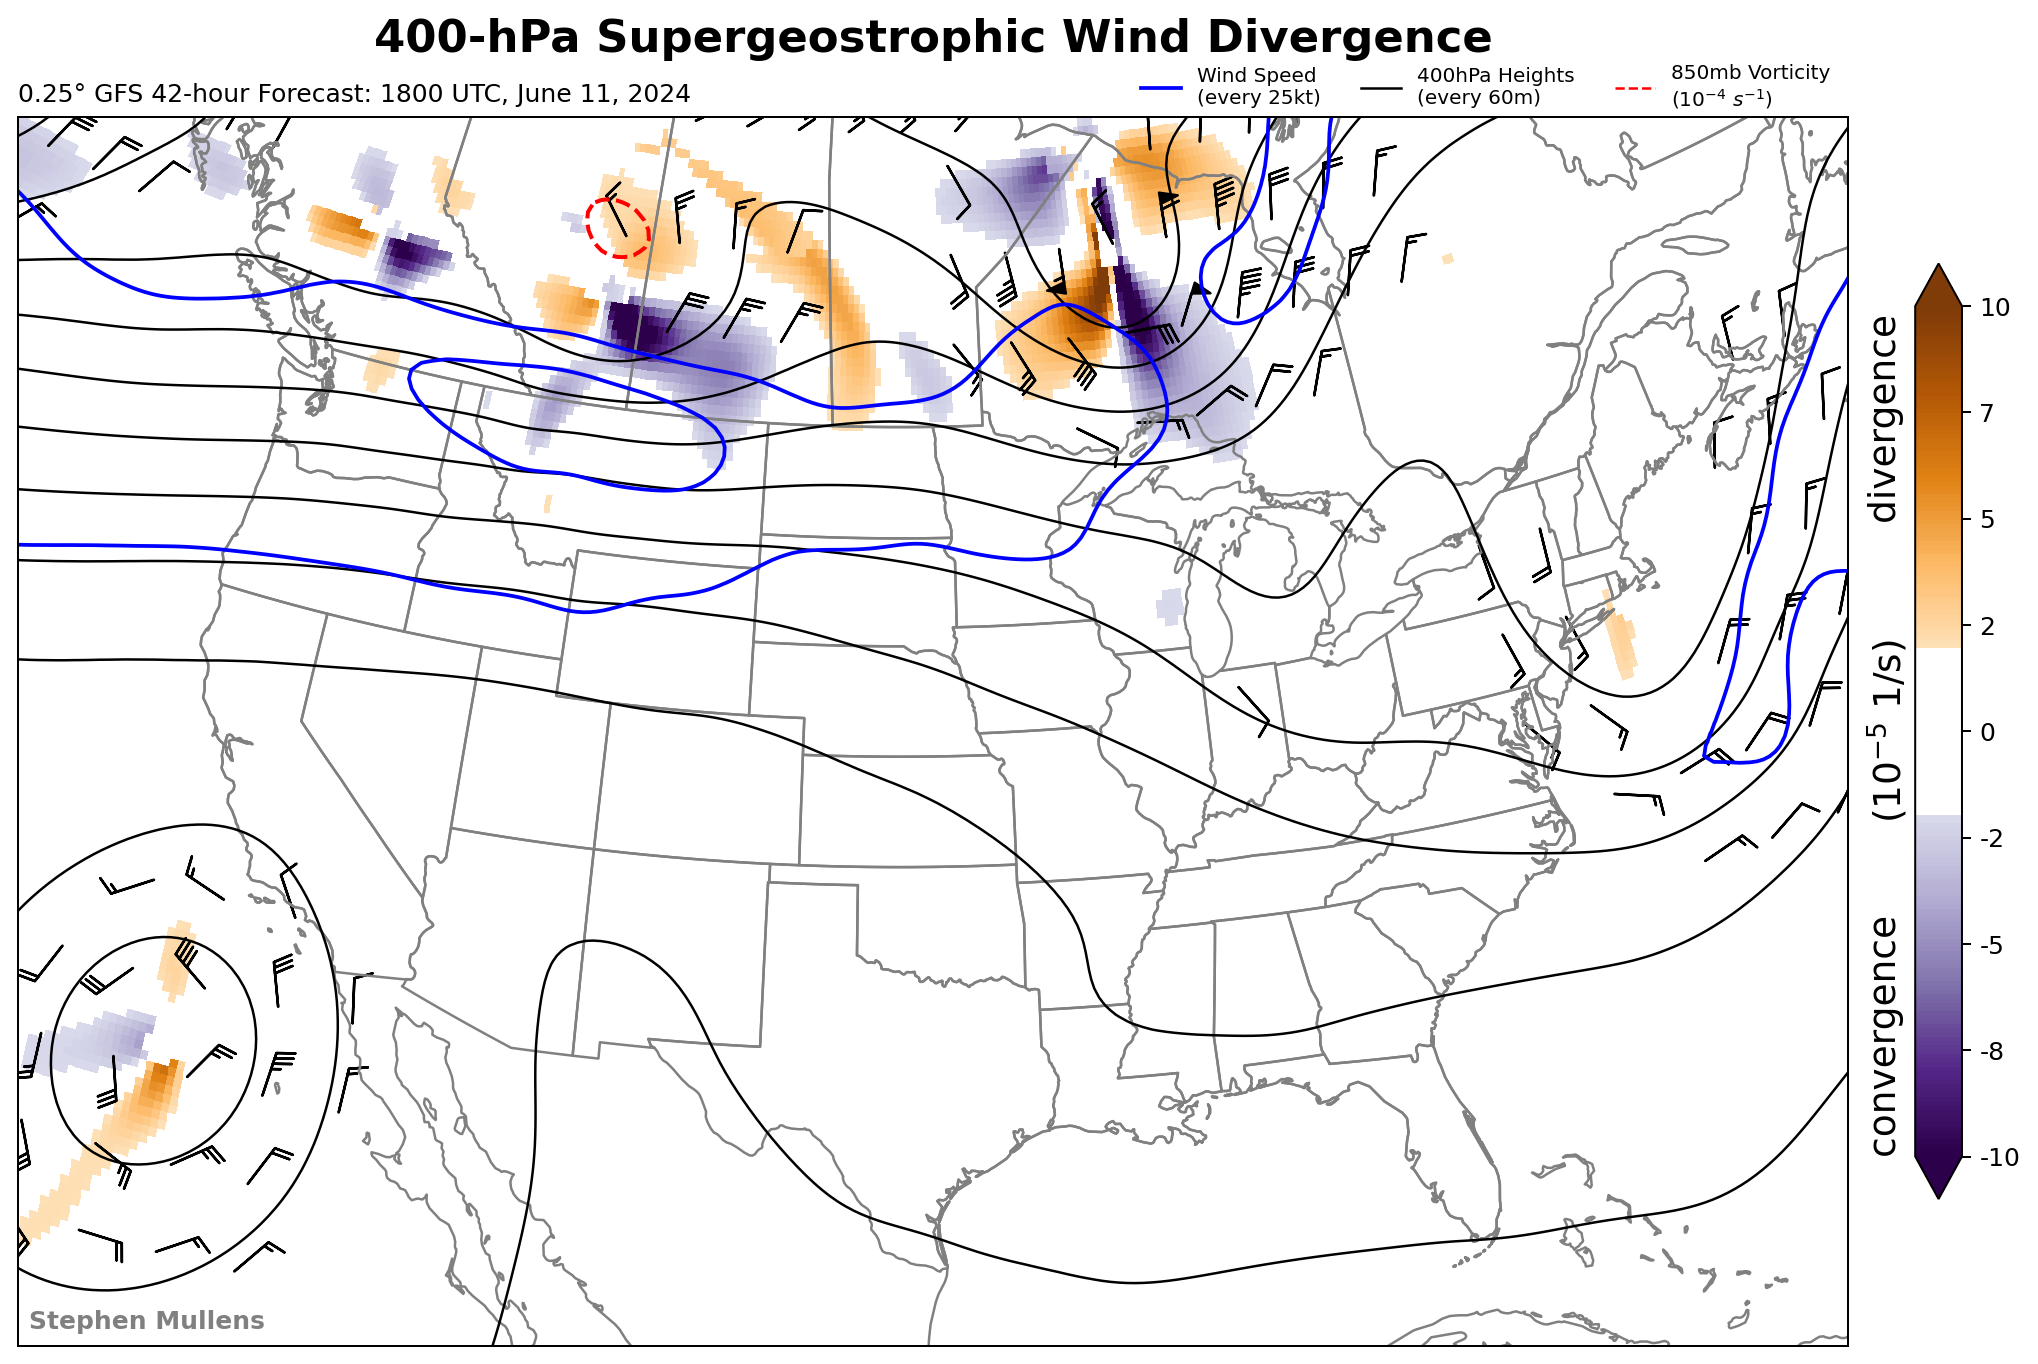 400-hPa Supergeostrophic Wind Divergence
0.25° GFS 42-hour Forecast: 1800 UTC, June 11, 2024
Wind Speed
(every 25kt)
400hPa Heights
(every 60m)
850mb Vorticity
(10⁻⁴ s⁻¹)
10
7
5
2
0
-2
-5
-8
-10
convergence (10⁻⁵ 1/s) divergence
Stephen Mullens